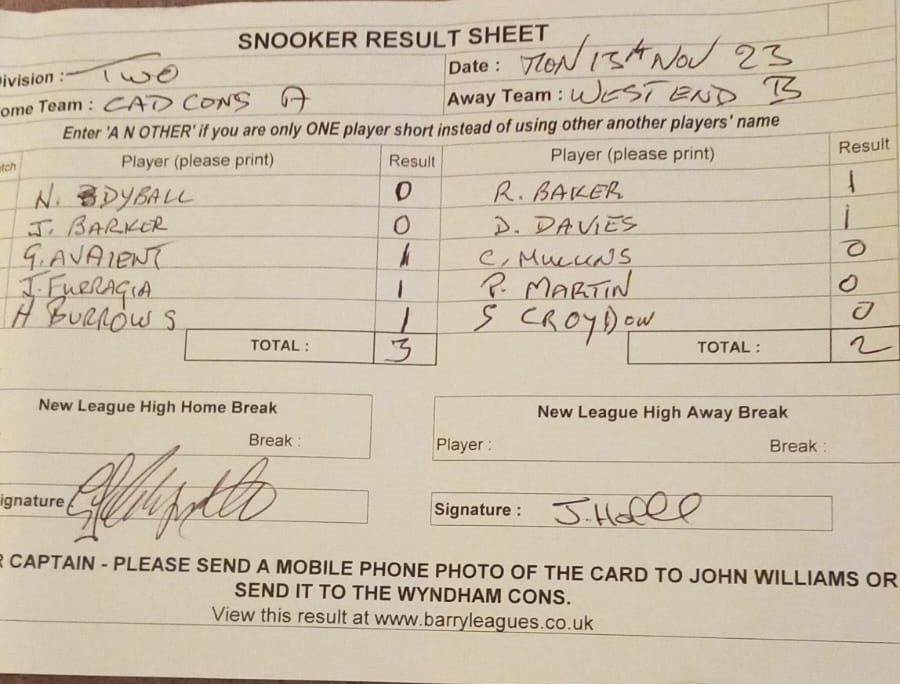 SNOOKER RESULT SHEET
ivision : TWO Date : MON 13th NOV 23
ome Team : CAD CONS A Away Team : WEST END B
Enter 'A N OTHER' if you are only ONE player short instead of using other another players' name
tch Player (please print) Result Player (please print) Result
N. DYBALL 0 R. BAKER 1
J. BARKER 0 D. DAVIES 1
G. AVAIENT 1 C. MULLINS 0
J. FURRAGIA 1 P. MARTIN 0
H BURROWS 1 S CROYDOW 0
TOTAL : 3 TOTAL : 2
New League High Home Break New League High Away Break
Break : Player : Break :
ignature Signature : J. Hall
R CAPTAIN - PLEASE SEND A MOBILE PHONE PHOTO OF THE CARD TO JOHN WILLIAMS OR
SEND IT TO THE WYNDHAM CONS.
View this result at www.barryleagues.co.uk